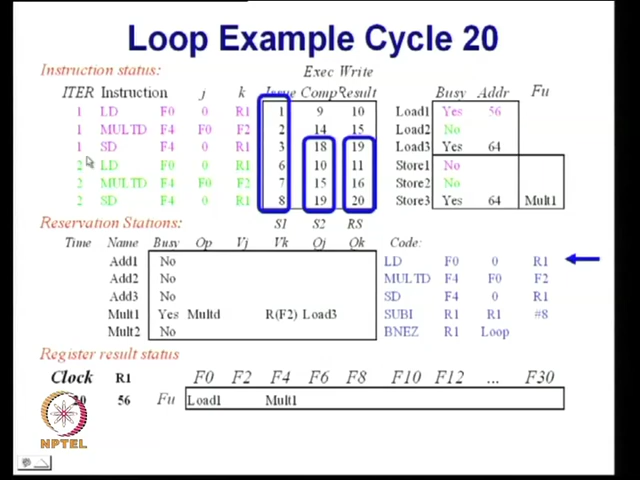 Loop Example Cycle 20
Instruction status: Exec Write
ITER Instruction j k Issue Comp Result Busy Addr Fu
1 LD F0 0 R1 1 9 10 Load1 Yes 56
1 MULTD F4 F0 F2 2 14 15 Load2 No
1 SD F4 0 R1 3 18 19 Load3 Yes 64
2 LD F0 0 R1 6 10 11 Store1 No
2 MULTD F4 F0 F2 7 15 16 Store2 No
2 SD F4 0 R1 8 19 20 Store3 Yes 64 Mult1
Reservation Stations: S1 S2 RS
Time Name Busy Op Vj Vk Qj Qk Code:
Add1 No LD F0 0 R1
Add2 No MULTD F4 F0 F2
Add3 No SD F4 0 R1
Mult1 Yes Multd R(F2) Load3 SUBI R1 R1 #8
Mult2 No BNEZ R1 Loop
Register result status
Clock R1 F0 F2 F4 F6 F8 F10 F12 ... F30
20 56 Fu Load1 Mult1
NPTEL